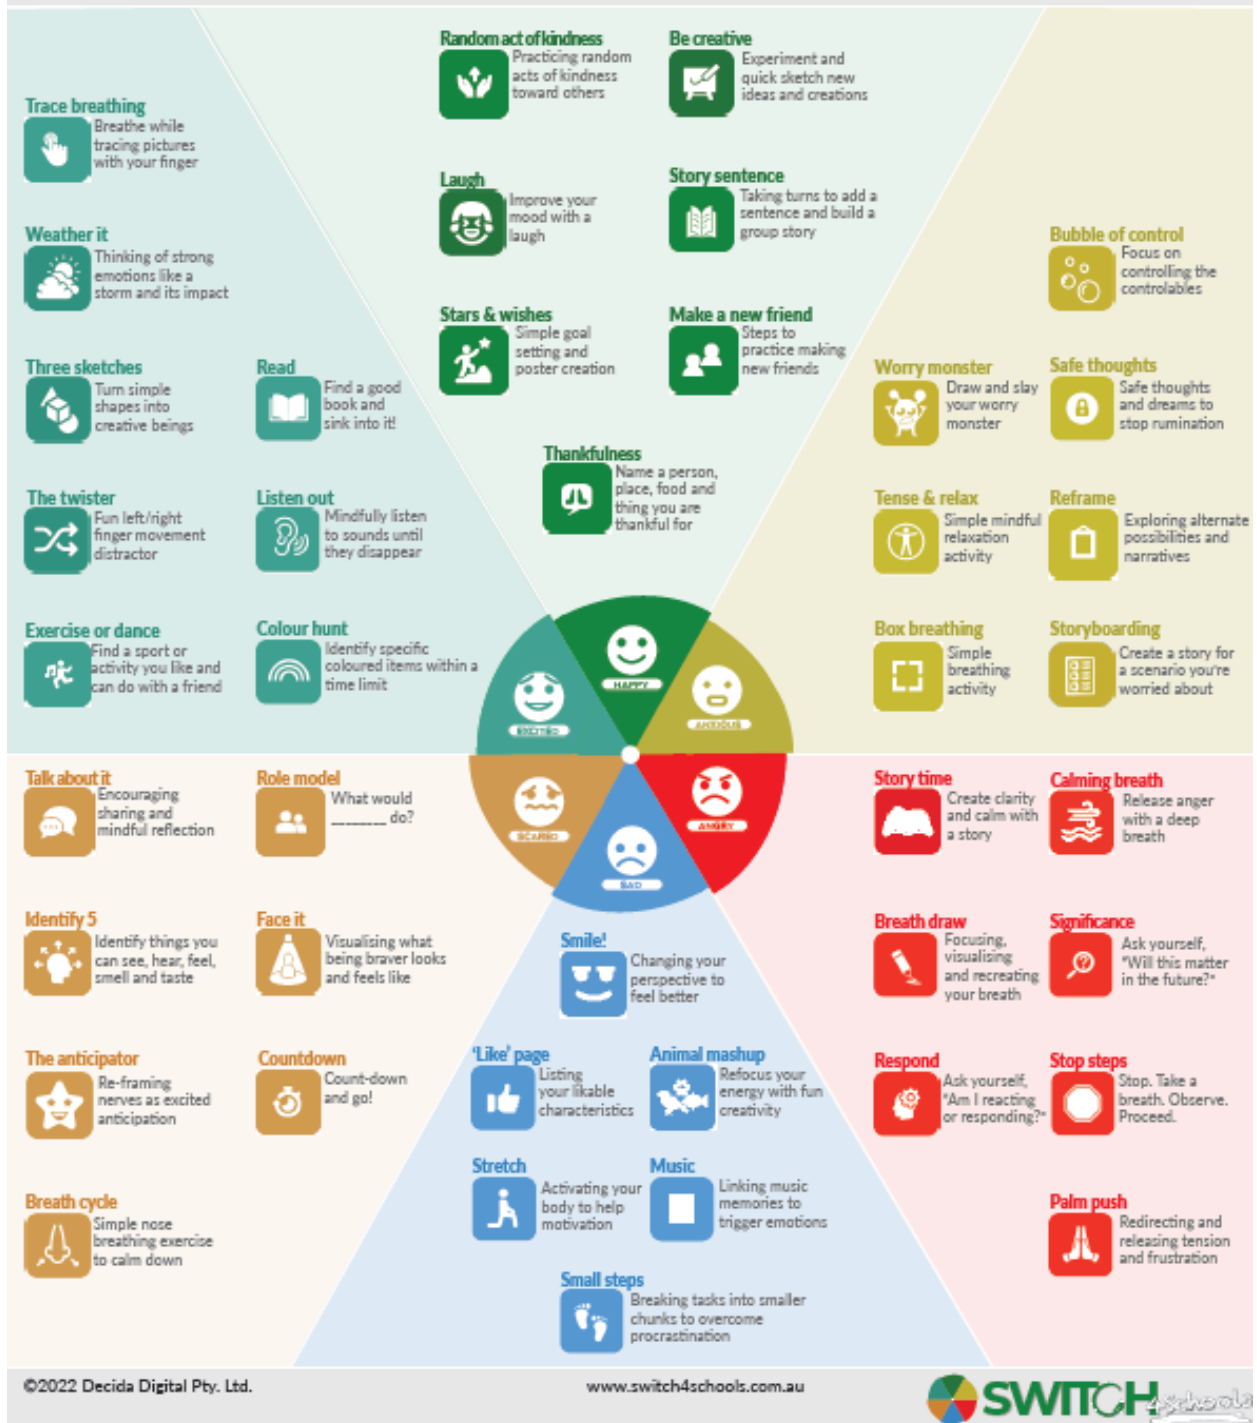 Random act of kindness
Practicing random
acts of kindness
toward others
Be creative
Experiment and
quick sketch new
ideas and creations
Laugh
Improve your
mood with a
laugh
Story sentence
Taking turns to add a
sentence and build a
group story
Stars & wishes
Simple goal
setting and
poster creation
Make a new friend
Steps to
practice making
new friends
Thankfulness
Name a person,
place, food and
thing you are
thankful for
Trace breathing
Breathe while
tracing pictures
with your finger
Weather it
Thinking of strong
emotions like a
storm and its impact
Three sketches
Turn simple
shapes into
creative beings
Read
Find a good
book and
sink into it!
The twister
Fun left/right
finger movement
distractor
Listen out
Mindfully listen
to sounds until
they disappear
Exercise or dance
Find a sport or
activity you like and
can do with a friend
Colour hunt
Identify specific
coloured items within a
time limit
Bubble of control
Focus on
controlling the
controlables
Worry monster
Draw and slay
your worry
monster
Safe thoughts
Safe thoughts
and dreams to
stop rumination
Tense & relax
Simple mindful
relaxation
activity
Reframe
Exploring alternate
possibilities and
narratives
Box breathing
Simple
breathing
activity
Storyboarding
Create a story for
a scenario you're
worried about
HAPPY
EXCITED
ANXIOUS
SCARED
ANGRY
SAD
Talk about it
Encouraging
sharing and
mindful reflection
Role model
What would
________ do?
Identify 5
Identify things you
can see, hear, feel,
smell and taste
Face it
Visualising what
being braver looks
and feels like
The anticipator
Re-framing
nerves as excited
anticipation
Countdown
Count-down
and go!
Breath cycle
Simple nose
breathing exercise
to calm down
Smile!
Changing your
perspective to
feel better
'Like' page
Listing
your likable
characteristics
Animal mashup
Refocus your
energy with fun
creativity
Stretch
Activating your
body to help
motivation
Music
Linking music
memories to
trigger emotions
Small steps
Breaking tasks into smaller
chunks to overcome
procrastination
Story time
Create clarity
and calm with
a story
Calming breath
Release anger
with a deep
breath
Breath draw
Focusing,
visualising
and recreating
your breath
Significance
Ask yourself,
"Will this matter
in the future?"
Respond
Ask yourself,
"Am I reacting
or responding?"
Stop steps
Stop. Take a
breath. Observe.
Proceed.
Palm push
Redirecting and
releasing tension
and frustration
©2022 Decida Digital Pty. Ltd.
www.switch4schools.com.au
SWITCH 4schools